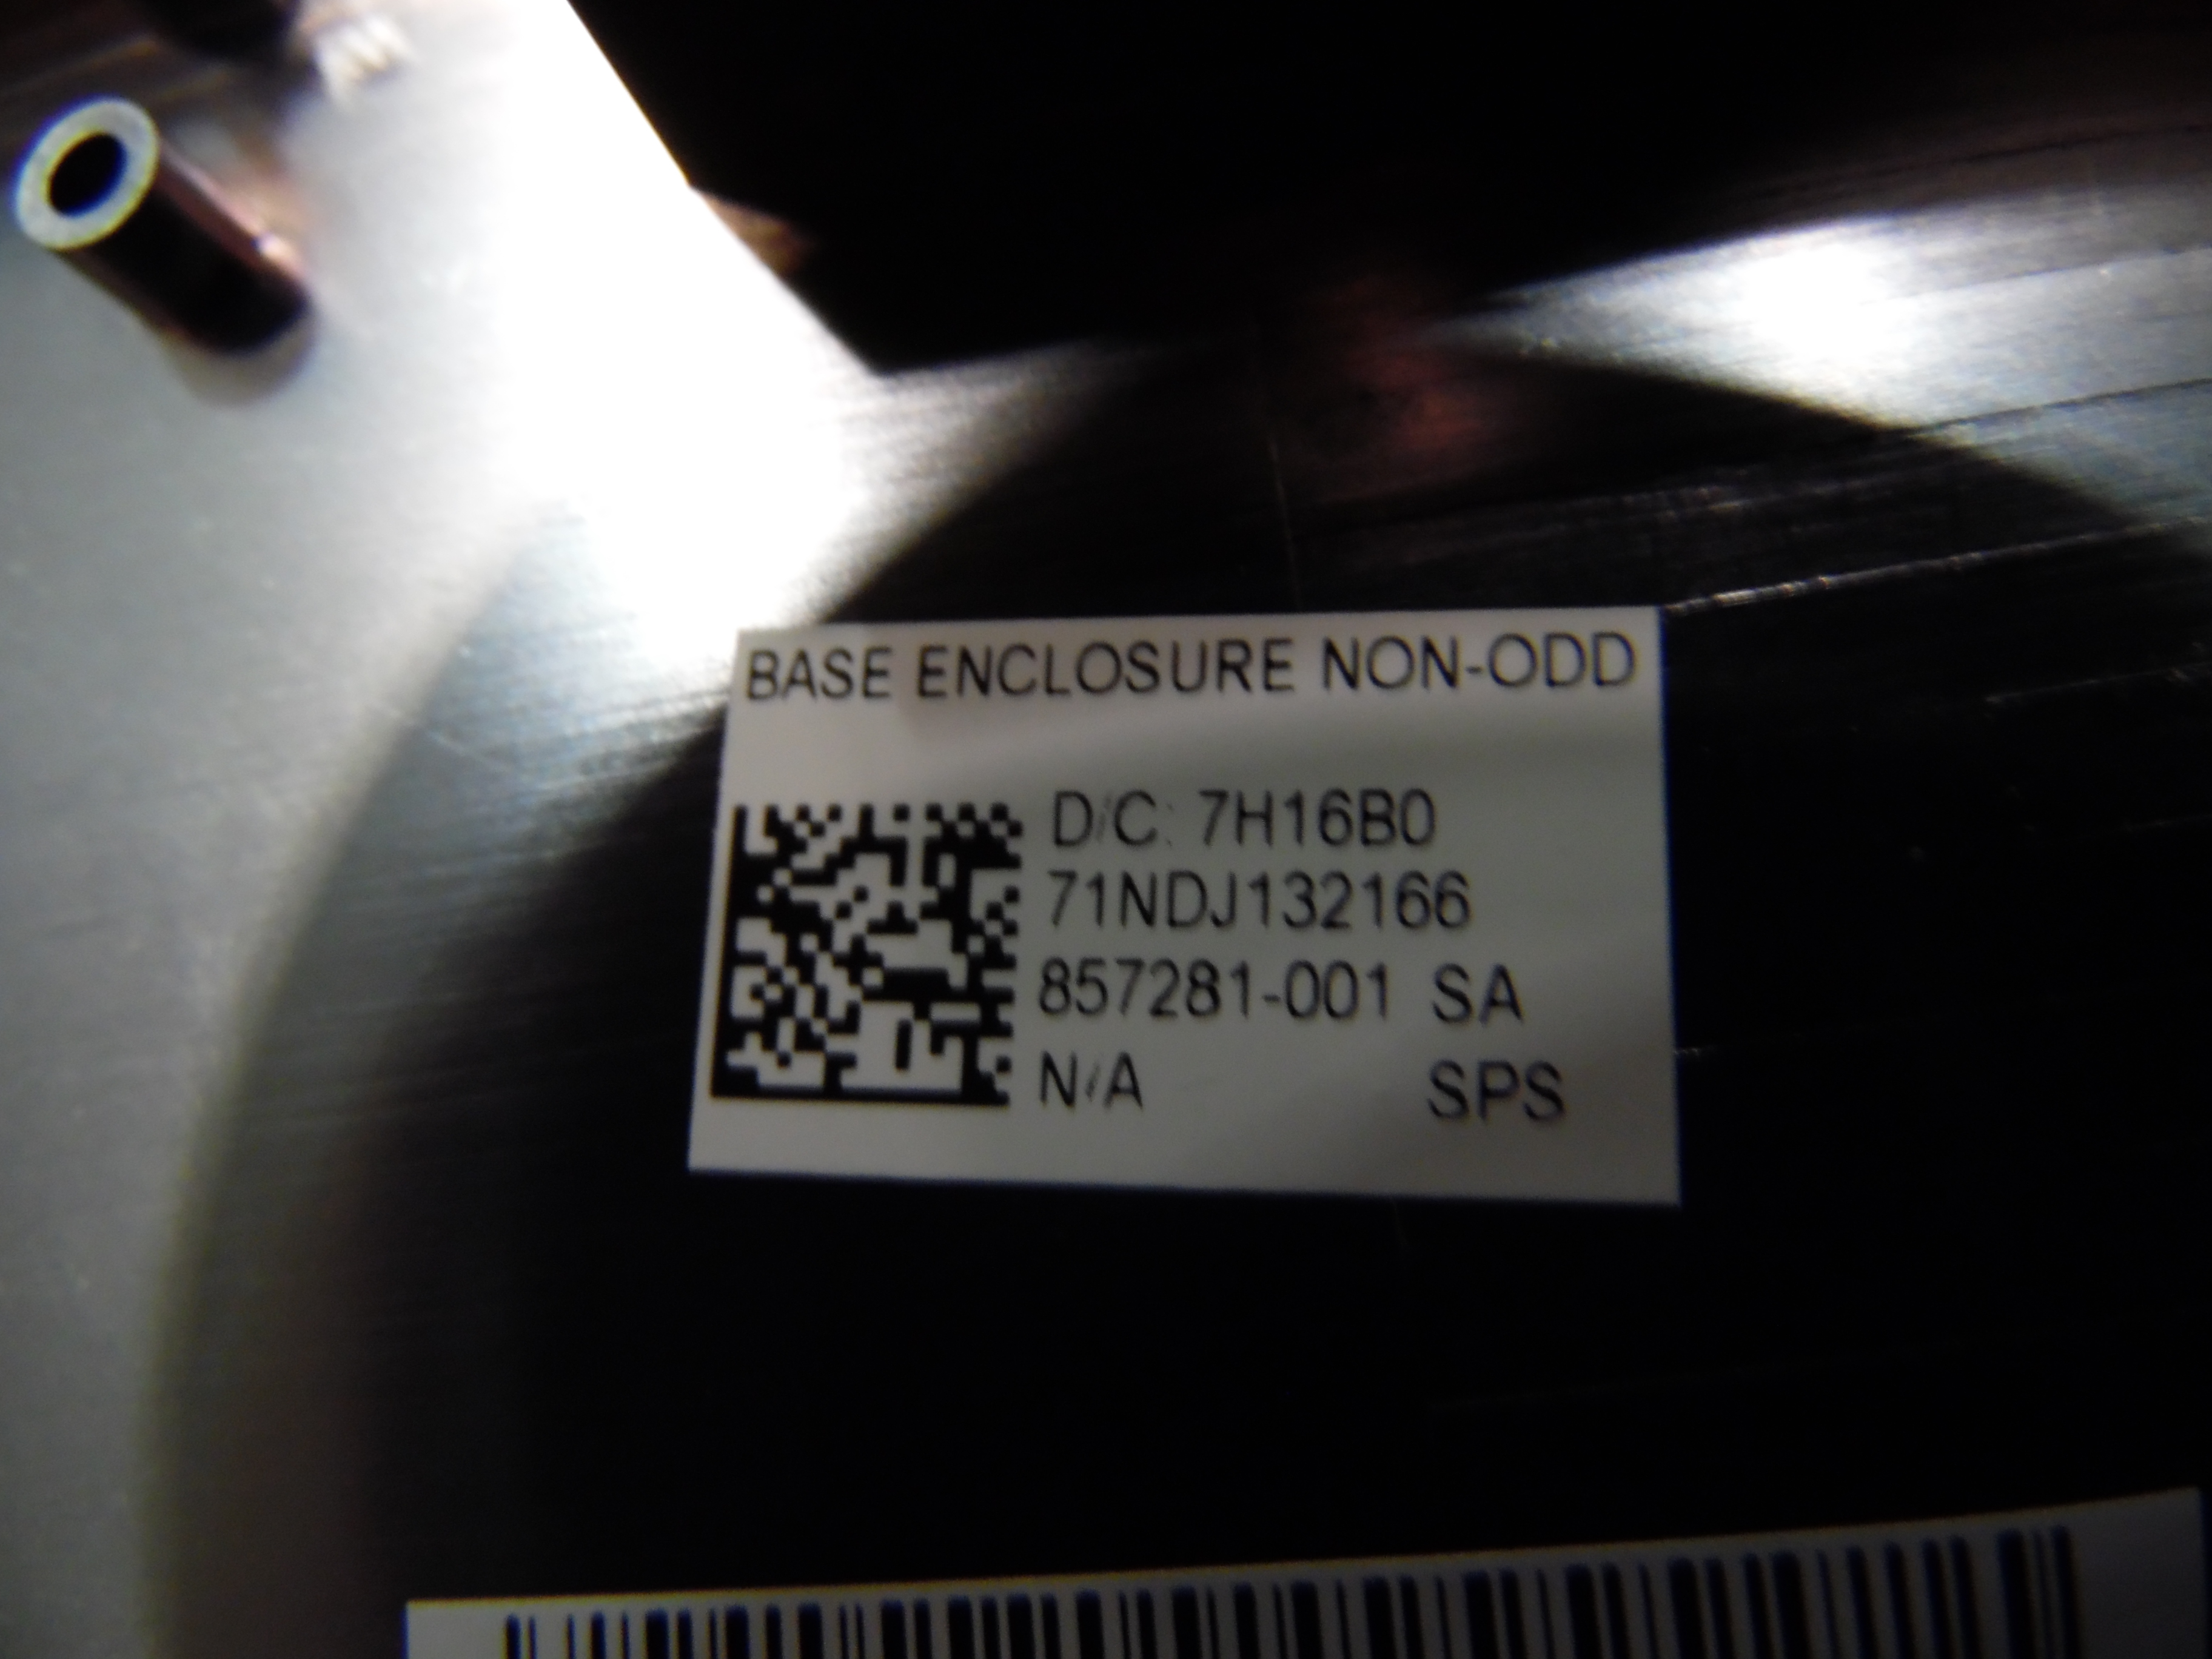 BASE ENCLOSURE NON-ODD
D/C: 7H16B0
71NDJ132166
857281-001 SA
N/A SPS